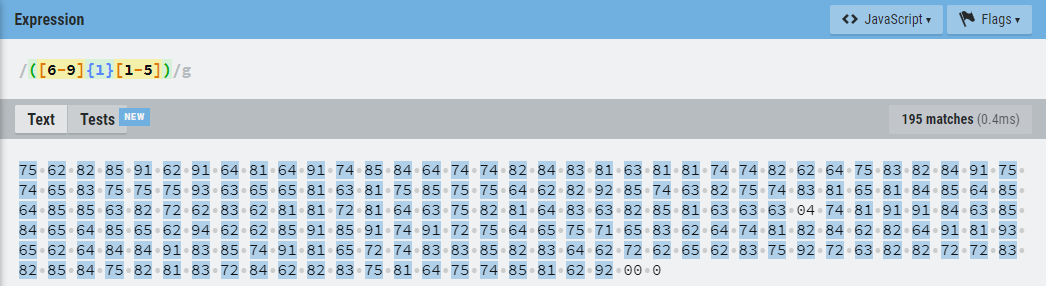 Expression
JavaScript
Flags
/([6-9]{1}[1-5])/g
Text
Tests
NEW
195 matches (0.4ms)
75 62 82 85 91 62 91 64 81 64 91 74 85 84 64 74 74 82 84 83 81 63 81 81 74 74 82 62 64 75 83 82 84 91 75
74 65 83 75 75 75 93 63 65 65 81 63 81 75 85 75 75 64 62 82 92 85 74 63 82 75 74 83 81 65 81 84 85 64 85
64 85 85 63 82 72 62 83 62 81 81 72 81 64 63 75 82 81 64 83 63 82 85 81 63 63 63 04 74 81 91 91 84 63 85
84 65 64 85 65 62 94 62 62 85 91 85 91 74 91 72 75 64 65 75 71 65 83 62 64 74 81 82 84 62 82 64 91 81 93
65 62 64 84 84 91 83 85 74 91 81 65 72 74 83 83 85 82 83 64 62 72 62 65 62 83 75 92 72 63 82 82 72 72 83
82 85 84 75 82 81 83 72 84 62 82 83 75 81 64 75 74 85 81 62 92 00 0